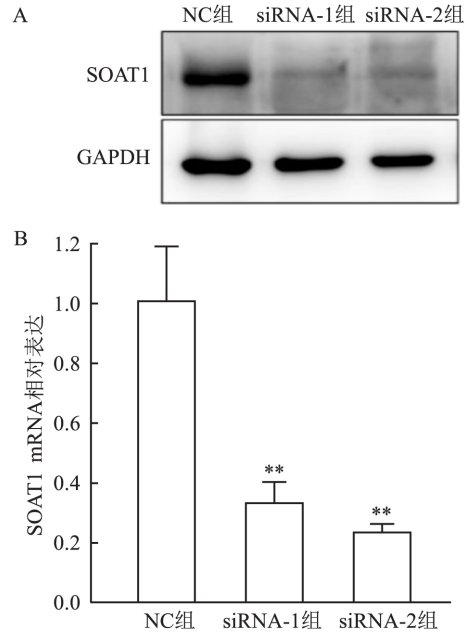 A
NC组 siRNA-1组 siRNA-2组
SOAT1
GAPDH
B
SOAT1 mRNA相对表达
1.2
1.0
0.8
0.6
0.4
0.2
0.0
**
**
NC组 siRNA-1组 siRNA-2组